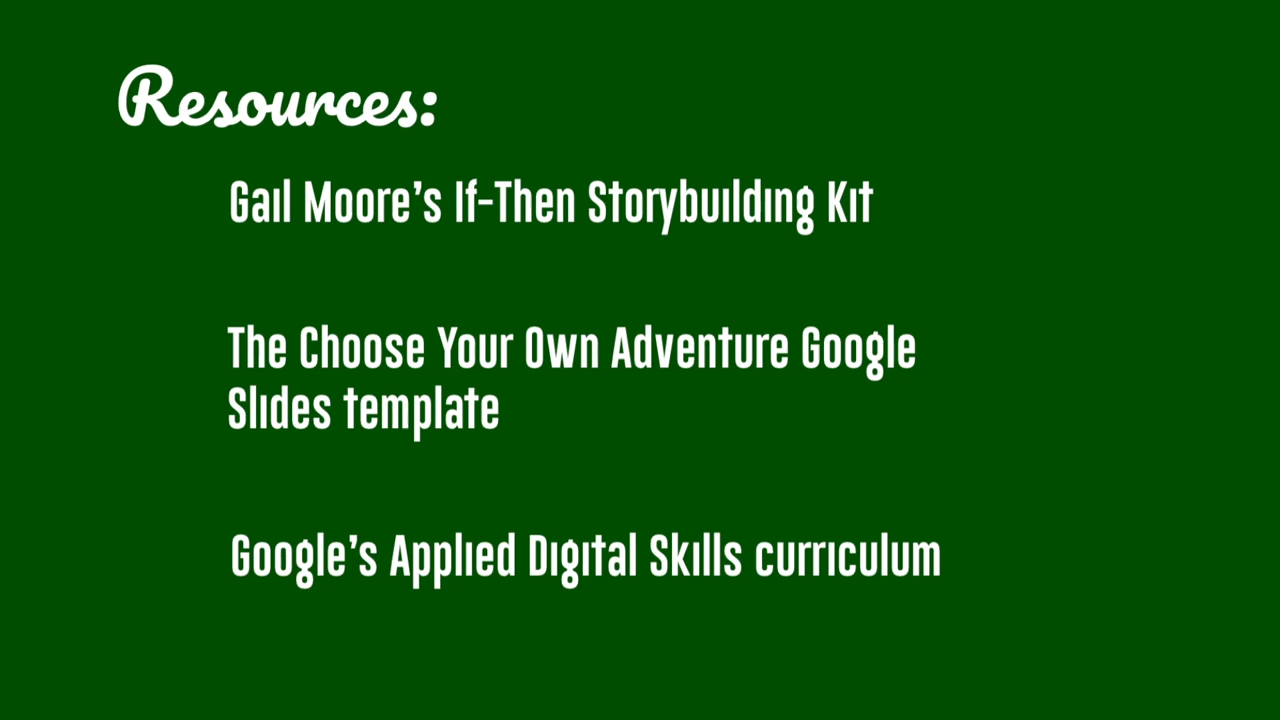 Resources:
Gail Moore’s If-Then Storybuilding Kit
The Choose Your Own Adventure Google
Slides template
Google’s Applied Digital Skills curriculum